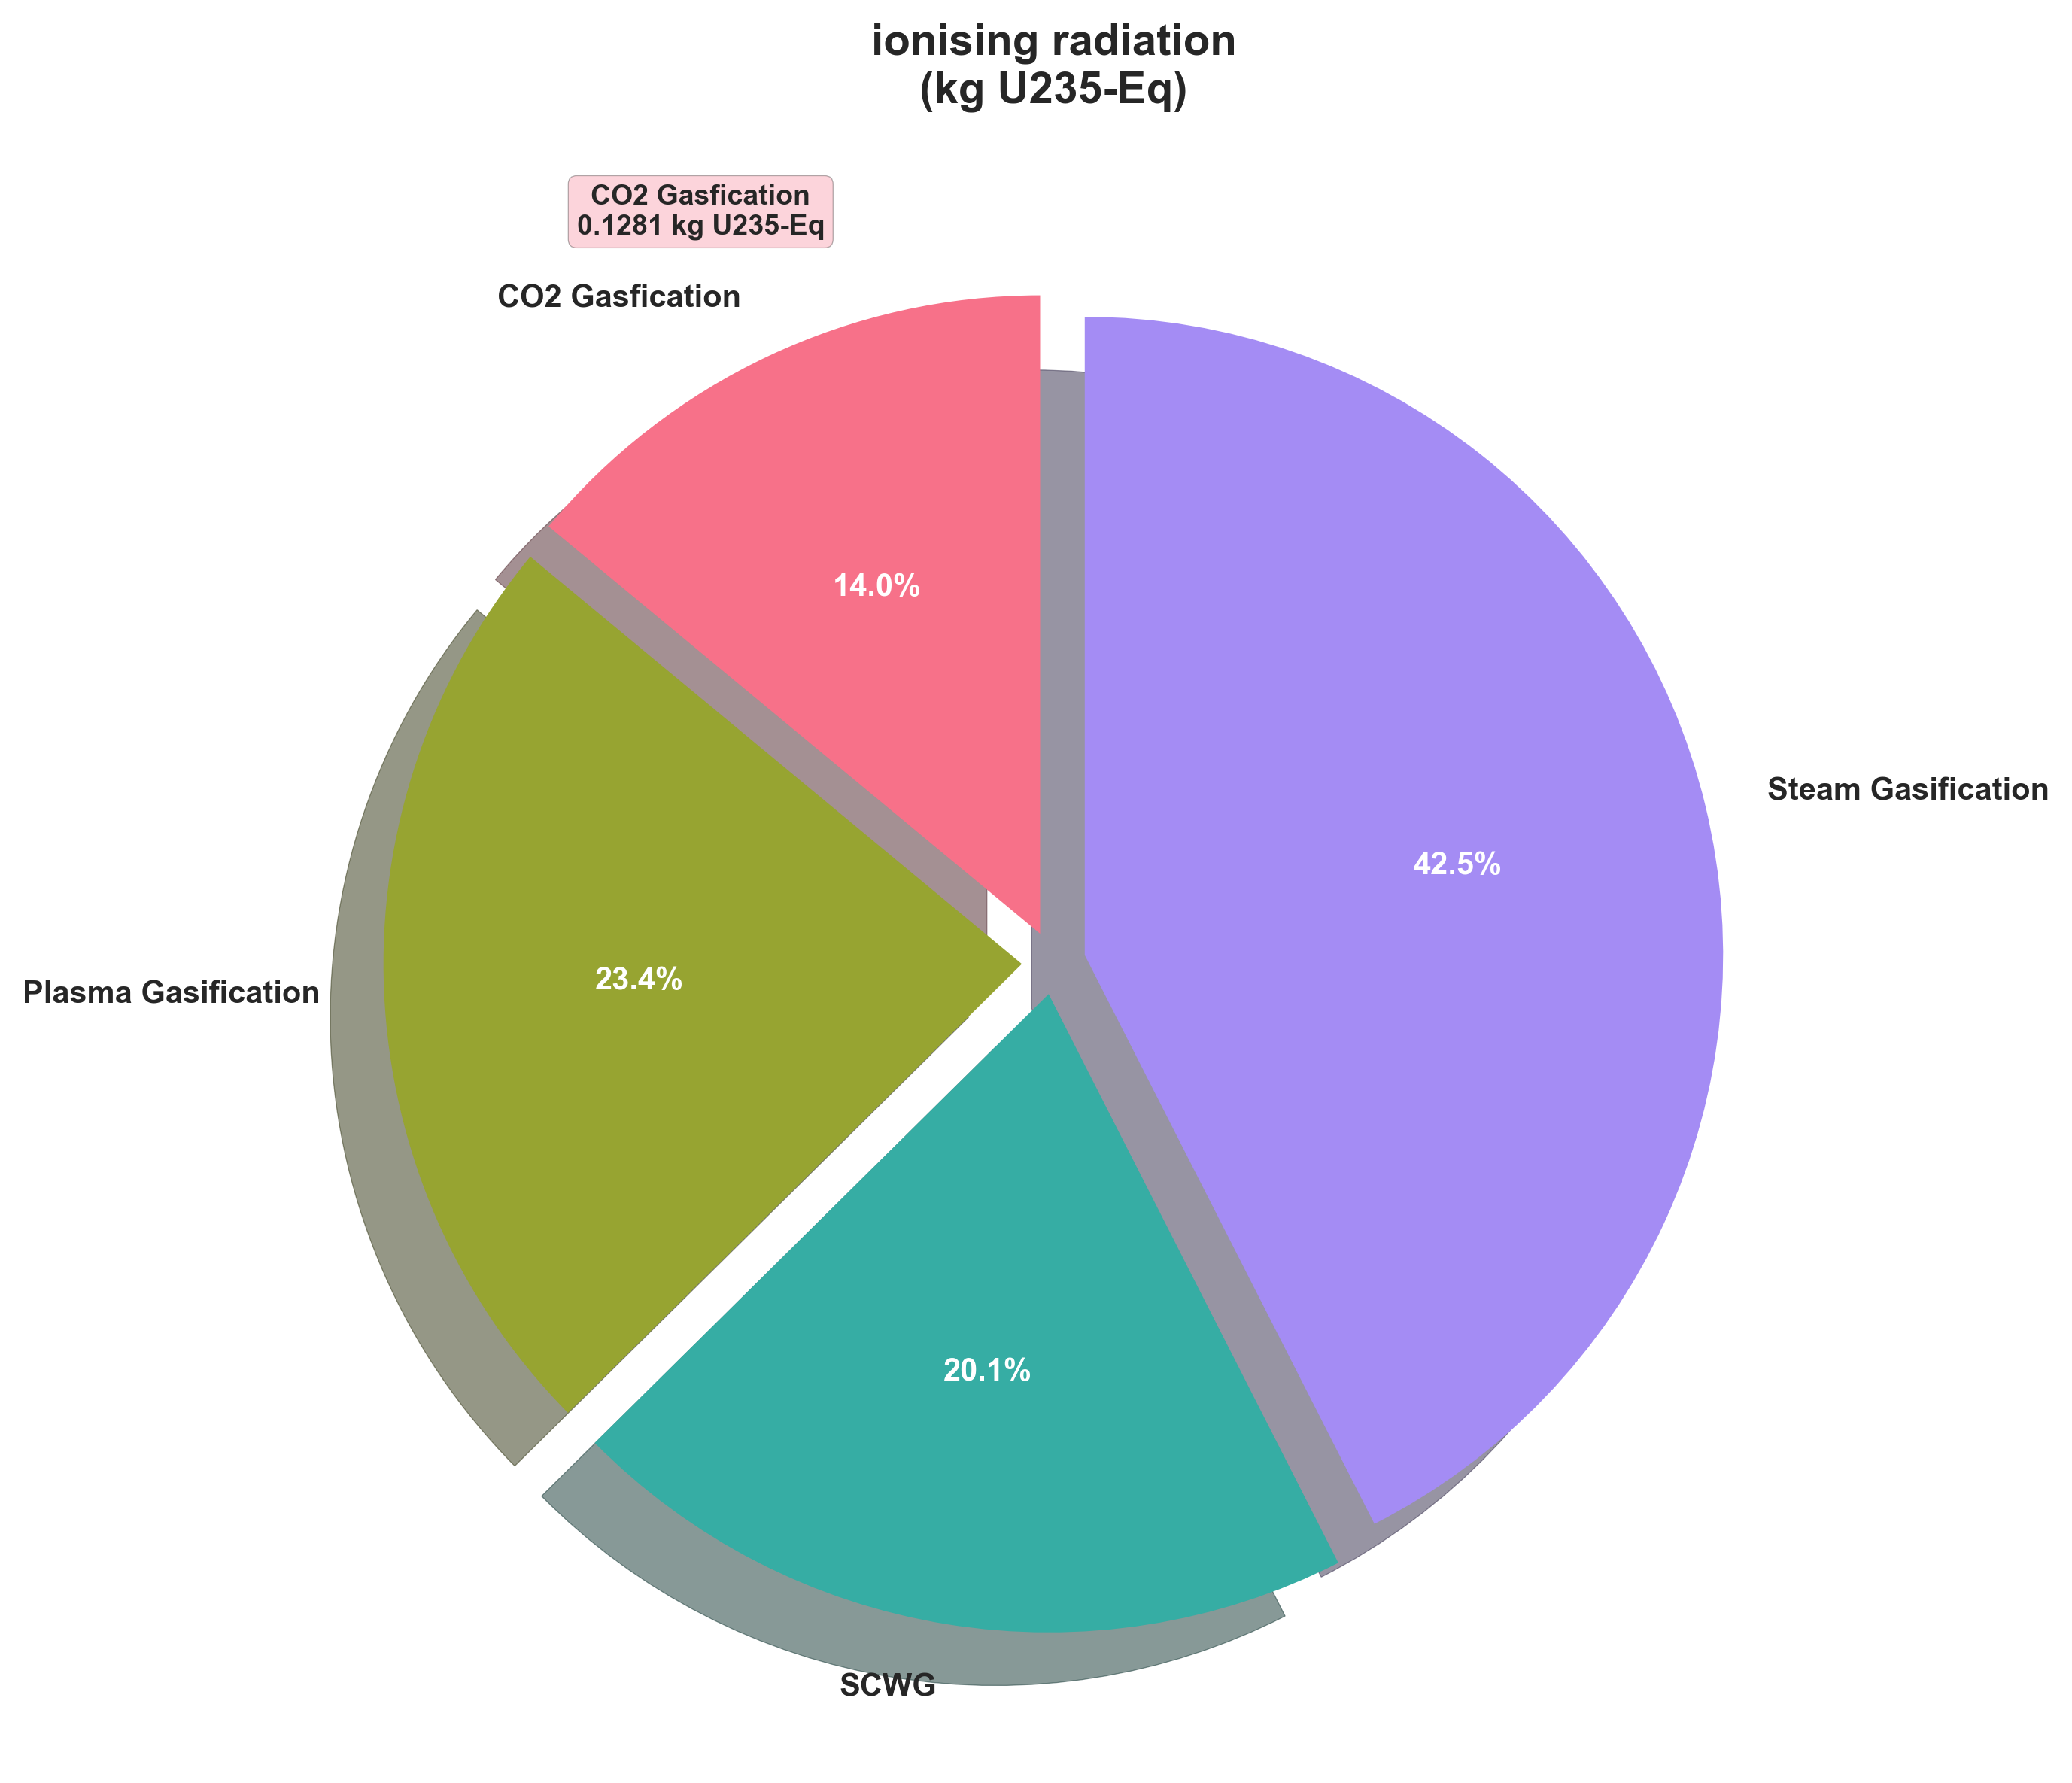 ionising radiation
(kg U235-Eq)
CO2 Gasfication
0.1281 kg U235-Eq
CO2 Gasfication
14.0%
Steam Gasification
42.5%
Plasma Gasification
23.4%
20.1%
SCWG